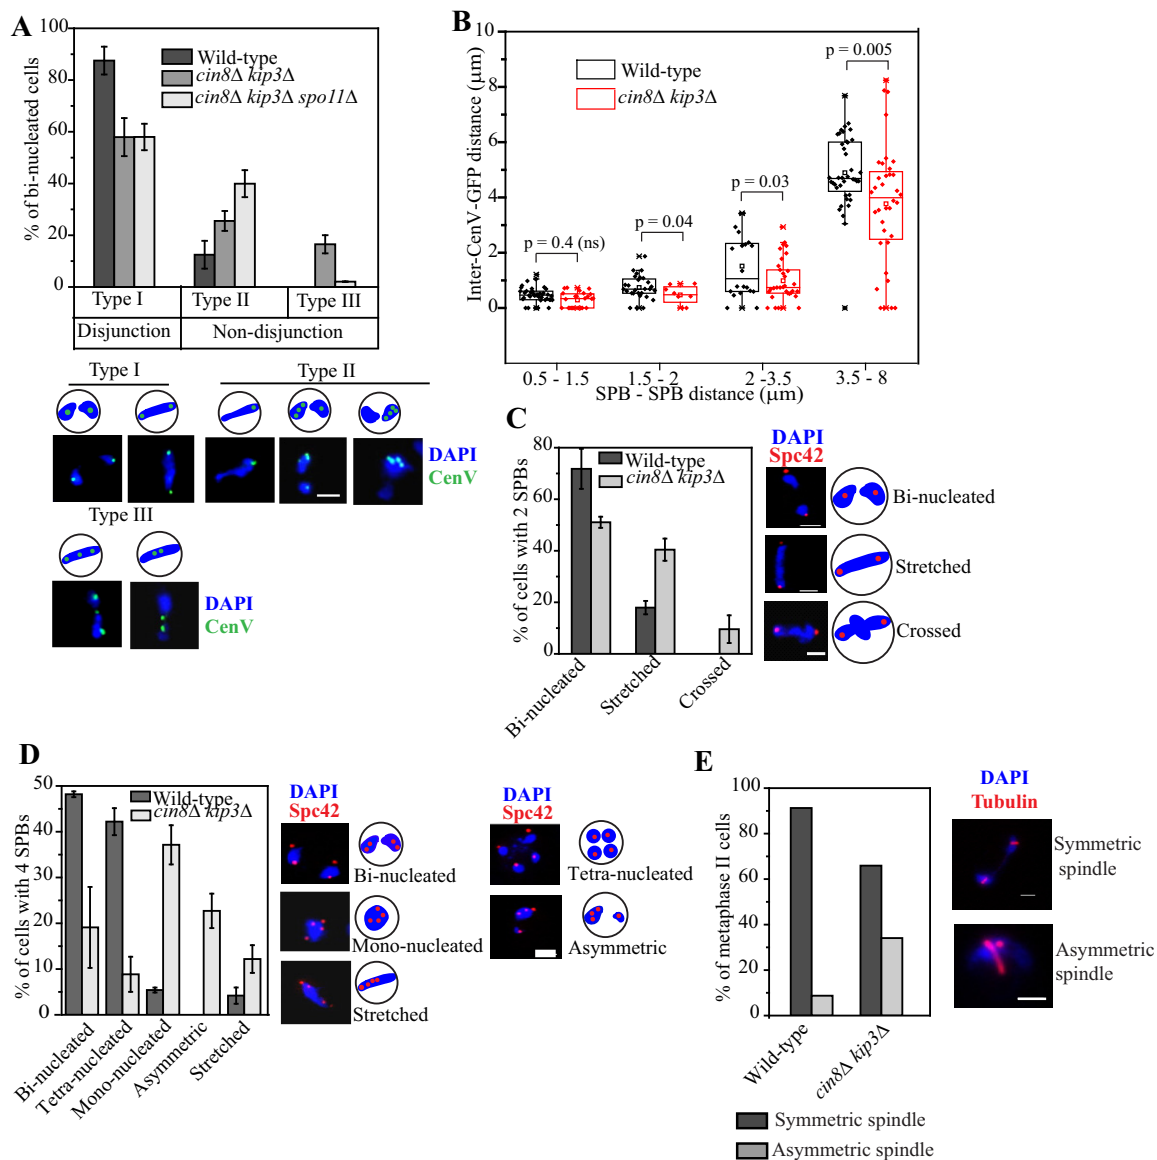 A
% of bi-nucleated cells
100
80
60
40
20
0
Wild-type
cin8Δ kip3Δ
cin8Δ kip3Δ spo11Δ
Type I
Type II
Type III
Disjunction
Non-disjunction
Type I
Type II
DAPI
CenV
Type III
DAPI
CenV
B
Inter-CenV-GFP distance (μm)
10
8
6
4
2
0
Wild-type
cin8Δ kip3Δ
p = 0.4 (ns)
p = 0.04
p = 0.03
p = 0.005
0.5 - 1.5
1.5 - 2
2-3.5
3.5 - 8
SPB - SPB distance (μm)
C
% of cells with 2 SPBs
80
60
40
20
0
Wild-type
cin8Δ kip3Δ
Bi-nucleated
Stretched
Crossed
DAPI
Spc42
Bi-nucleated
Stretched
Crossed
D
% of cells with 4 SPBs
50
40
30
20
10
0
Wild-type
cin8Δ kip3Δ
Bi-nucleated
Tetra-nucleated
Mono-nucleated
Asymmetric
Stretched
DAPI
Spc42
Bi-nucleated
Mono-nucleated
Stretched
DAPI
Spc42
Tetra-nucleated
Asymmetric
E
% of metaphase II cells
100
80
60
40
20
0
Wild-type
cin8Δ kip3Δ
Symmetric spindle
Asymmetric spindle
DAPI
Tubulin
Symmetric
spindle
Asymmetric
spindle